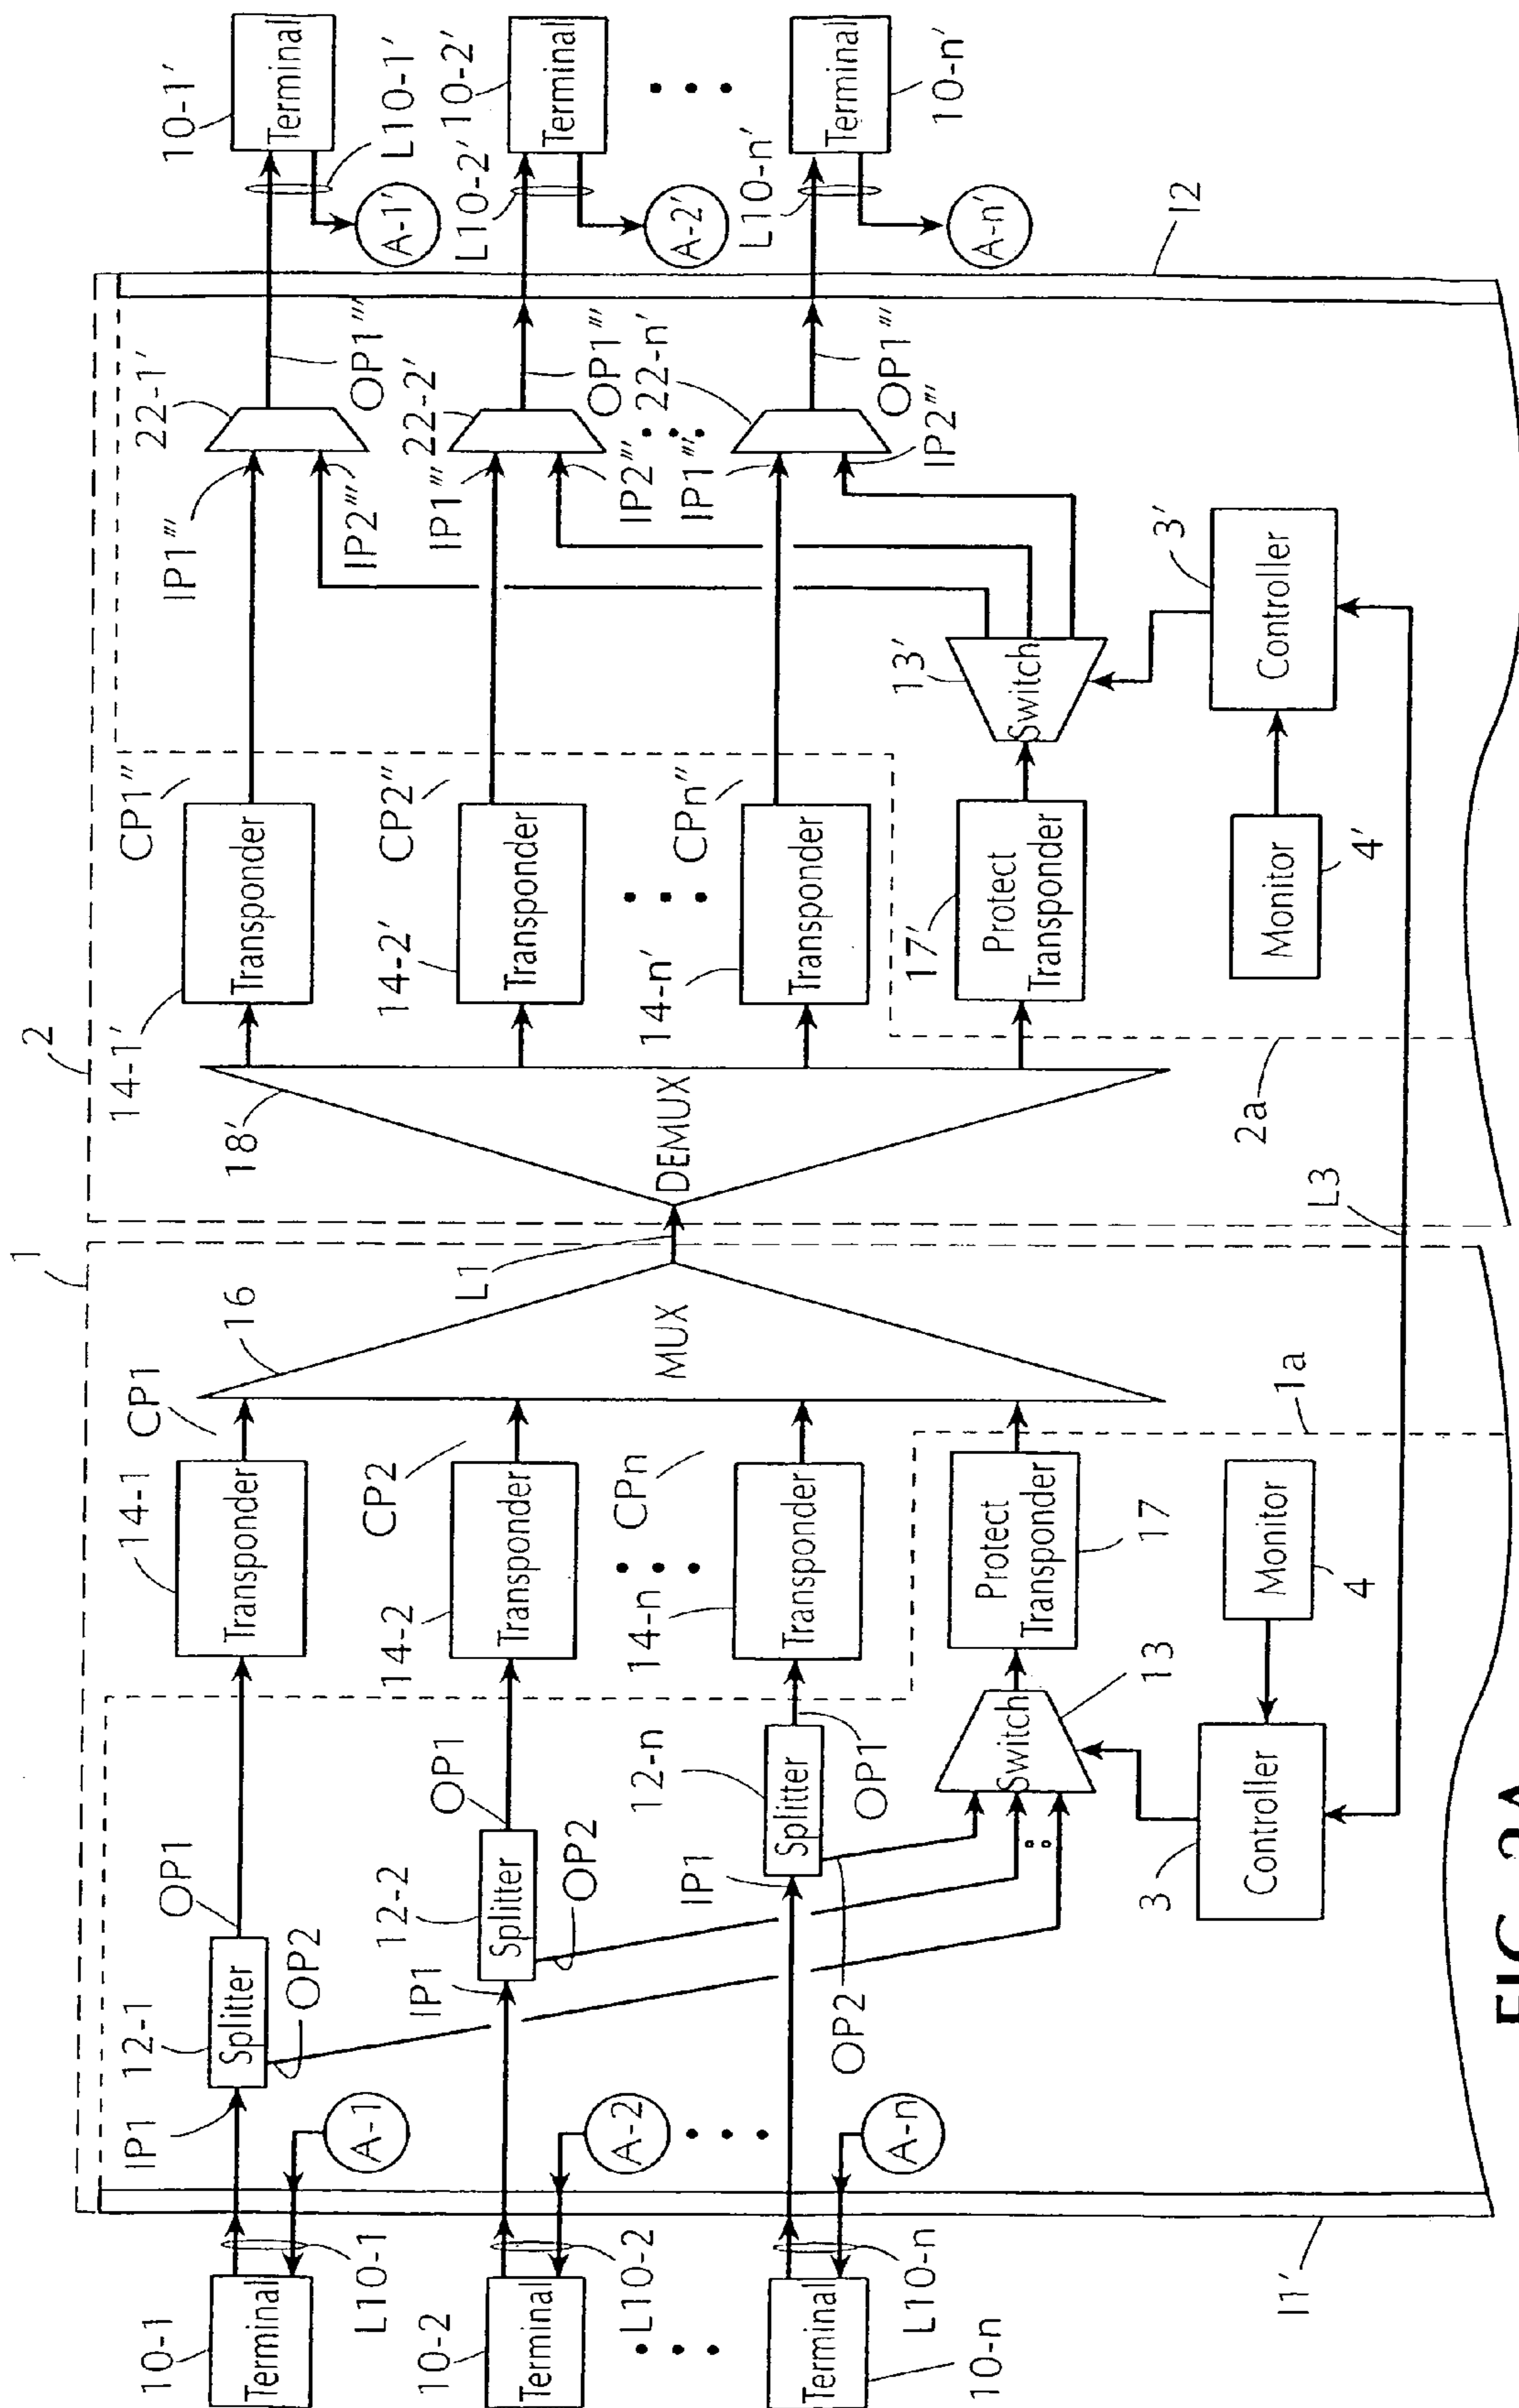 1
2
10-1
Terminal
L10-1
A-1
IP1
12-1
Splitter
OP1
OP2
14-1
Transponder
CP1
16
MUX
L1
18'
DEMUX
14-1'
Transponder
CP1''
IP1'''
IP2'''
22-1'
OP1'''
10-1'
Terminal
L10-1'
A-1'
10-2
Terminal
L10-2
A-2
IP1
12-2
Splitter
OP1
OP2
14-2
Transponder
CP2
14-2'
Transponder
CP2''
IP1'''
IP2'''
22-2'
OP1'''
L10-2'
10-2'
Terminal
A-2'
10-n
Terminal
L10-n
A-n
IP1
12-n
Splitter
OP1
OP2
14-n
Transponder
CPn
14-n'
Transponder
CPn''
IP1'''
IP2'''
22-n'
OP1'''
L10-n'
10-n'
Terminal
A-n'
Switch
13
Protect
Transponder
17
17'
Protect
Transponder
13'
Switch
3
Controller
Monitor
4
1a
L3
2a
Monitor
4'
3'
Controller
I1'
I2